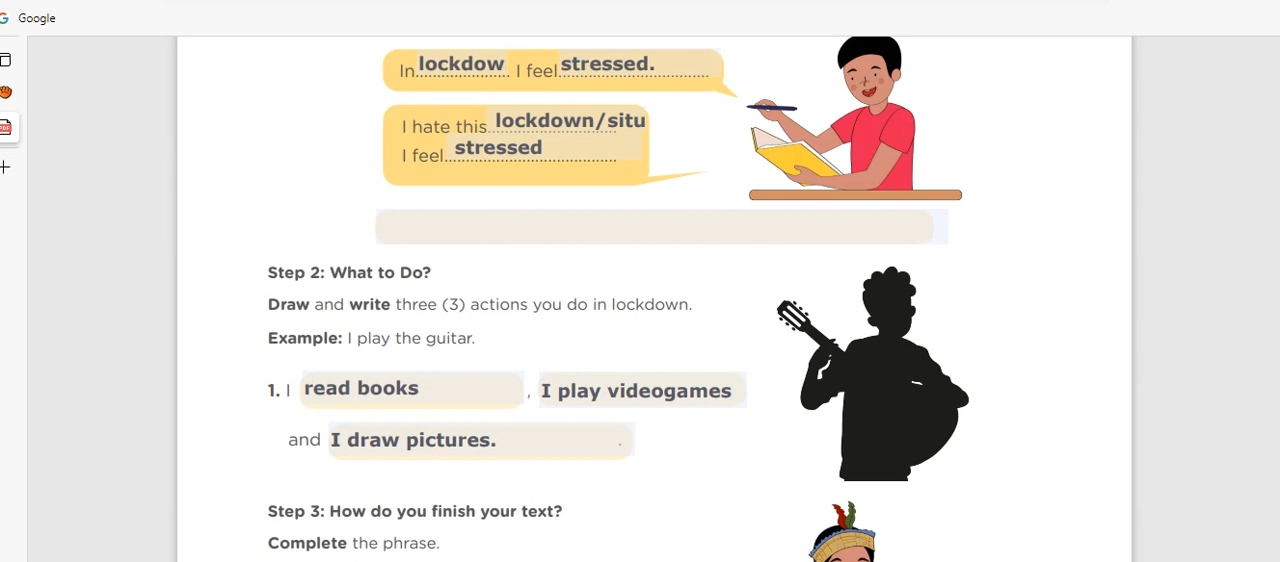 Google
In lockdow I feel stressed.
I hate this lockdown/situ
I feel stressed
Step 2: What to Do?
Draw and write three (3) actions you do in lockdown.
Example: I play the guitar.
1. I read books , I play videogames
and I draw pictures. .
Step 3: How do you finish your text?
Complete the phrase.